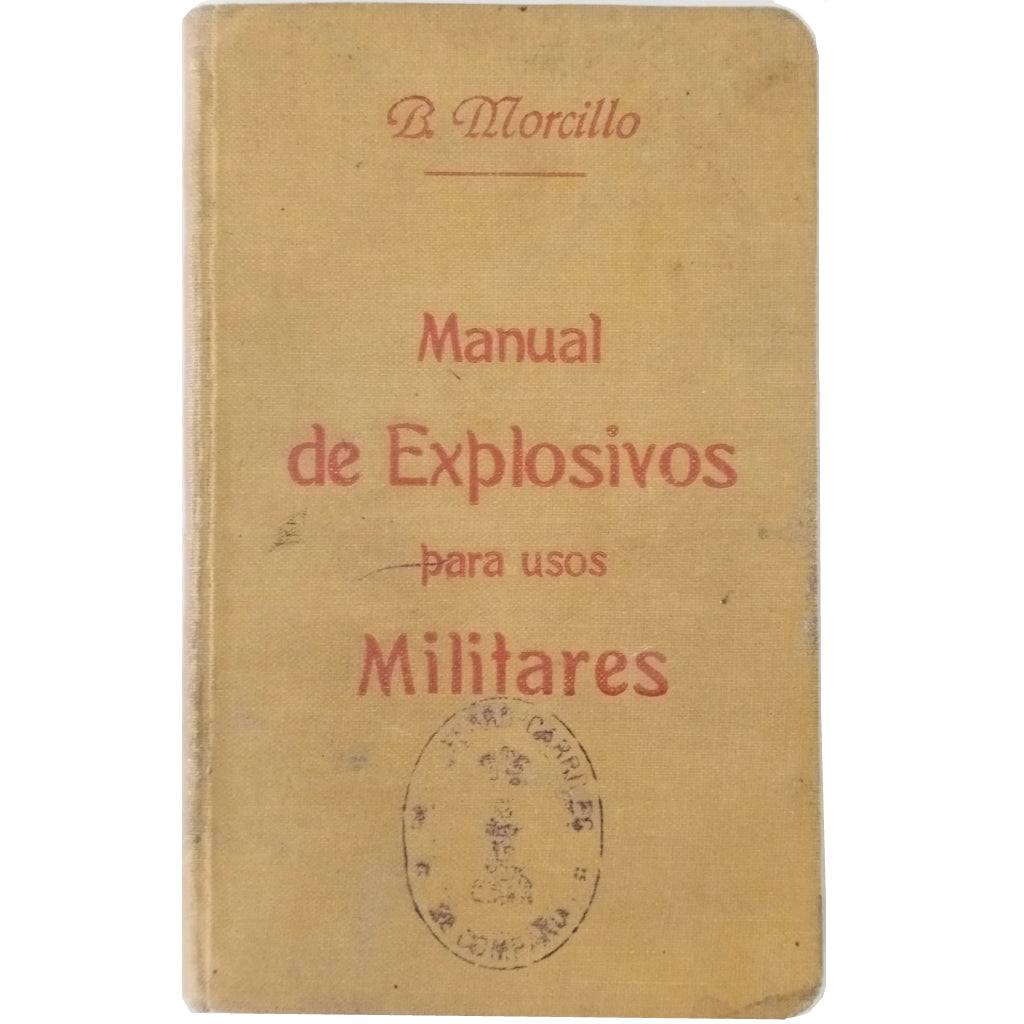 B. Morcillo
Manual
de Explosivos
para usos
Militares